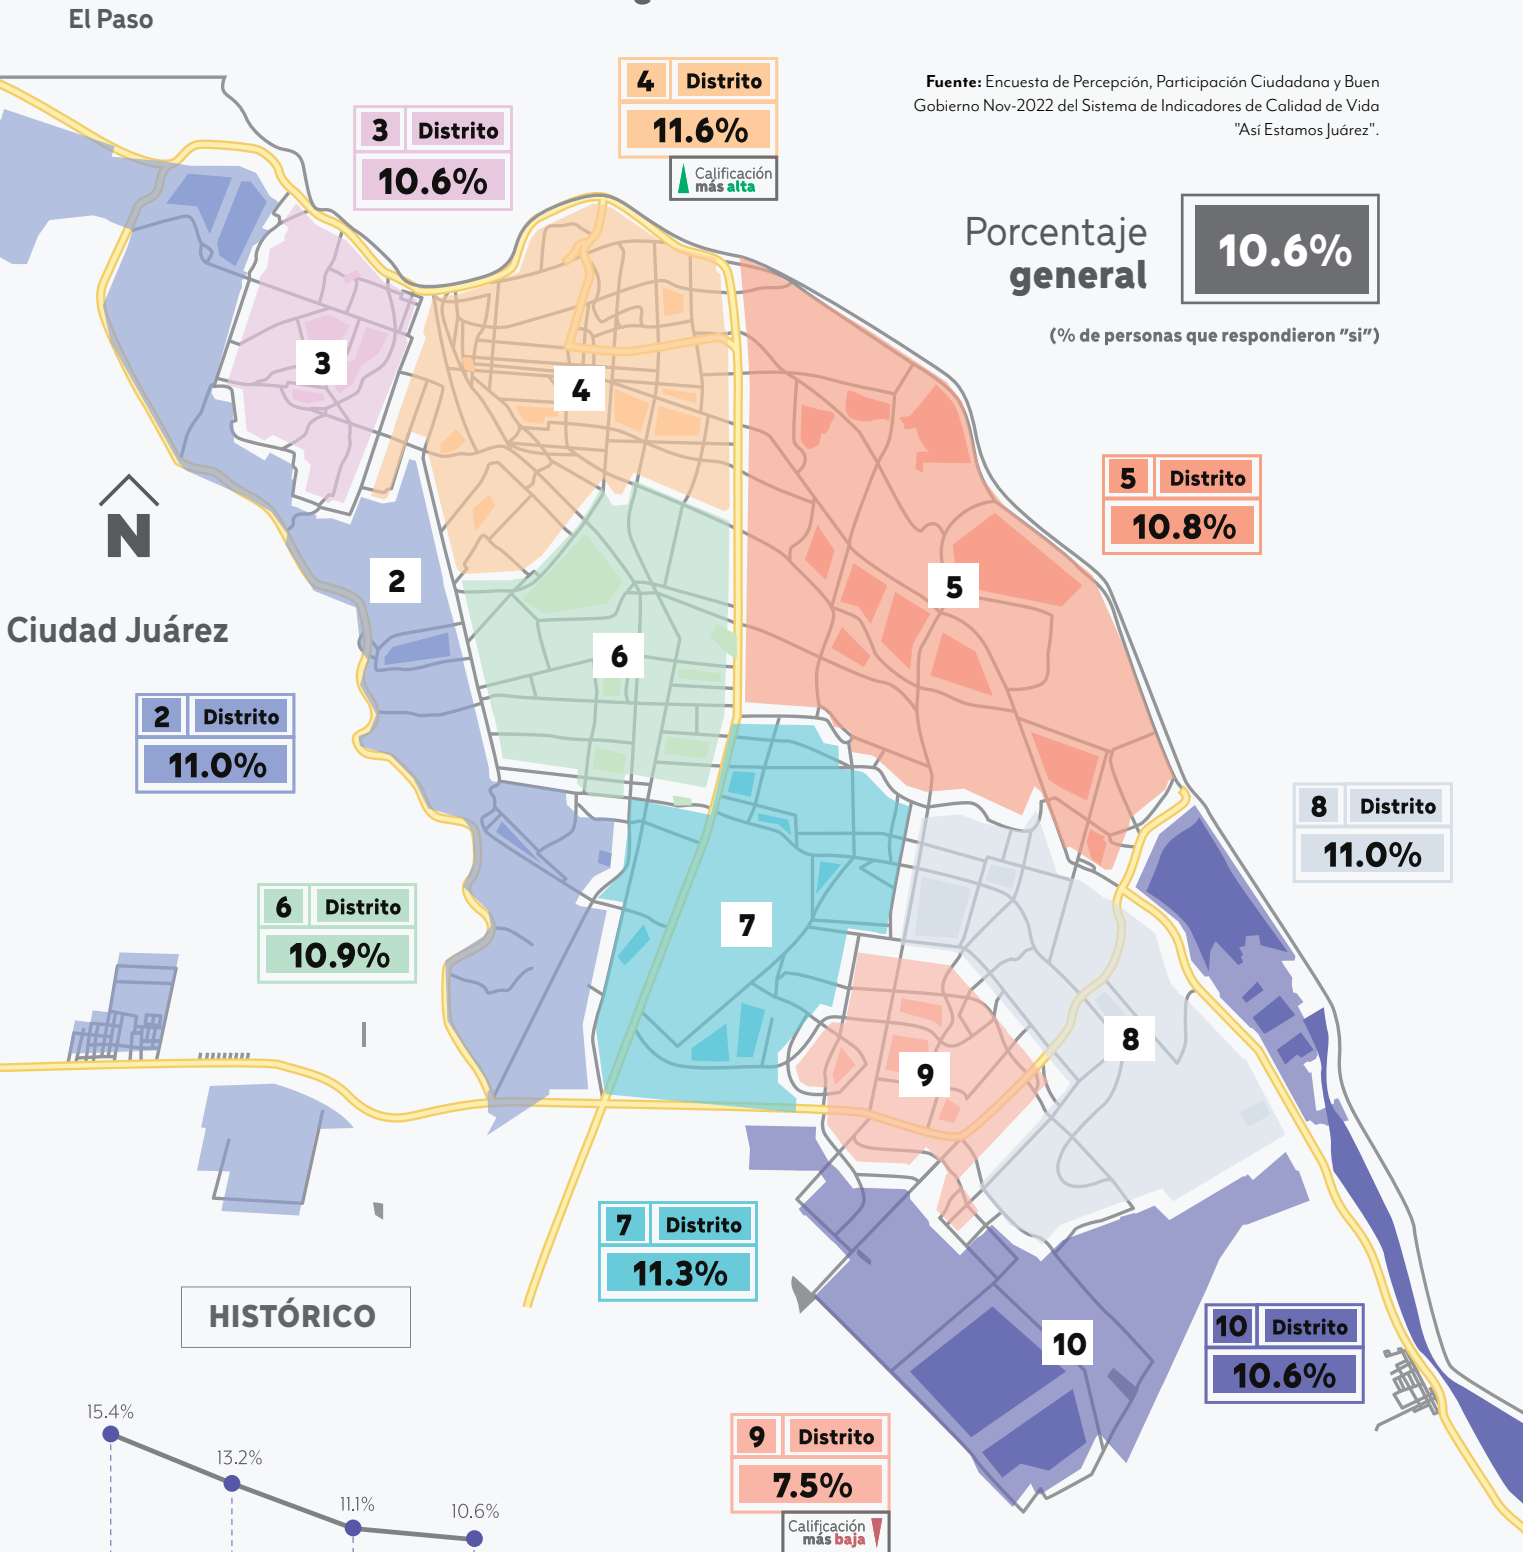 El Paso
4 Distrito
11.6%
Calificación
más alta
Fuente: Encuesta de Percepción, Participación Ciudadana y Buen
Gobierno Nov-2022 del Sistema de Indicadores de Calidad de Vida
"Así Estamos Juárez".
3 Distrito
10.6%
Porcentaje
general
10.6%
(% de personas que respondieron "si")
3
4
5 Distrito
10.8%
N
2
5
Ciudad Juárez
6
2 Distrito
11.0%
8 Distrito
11.0%
6 Distrito
10.9%
7
8
9
7 Distrito
11.3%
HISTÓRICO
10
10 Distrito
10.6%
15.4%
13.2%
11.1%
10.6%
9 Distrito
7.5%
Calificación
más baja